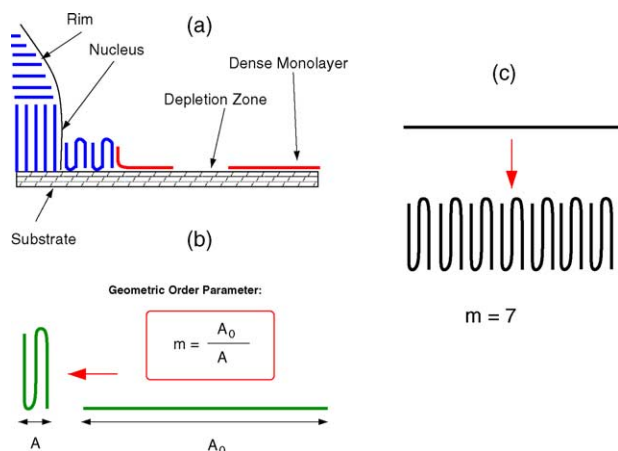 (a)
Rim
Nucleus
Dense Monolayer
Depletion Zone
Substrate
(b)
Geometric Order Parameter:
m = A₀ / A
A
A₀
(c)
m = 7